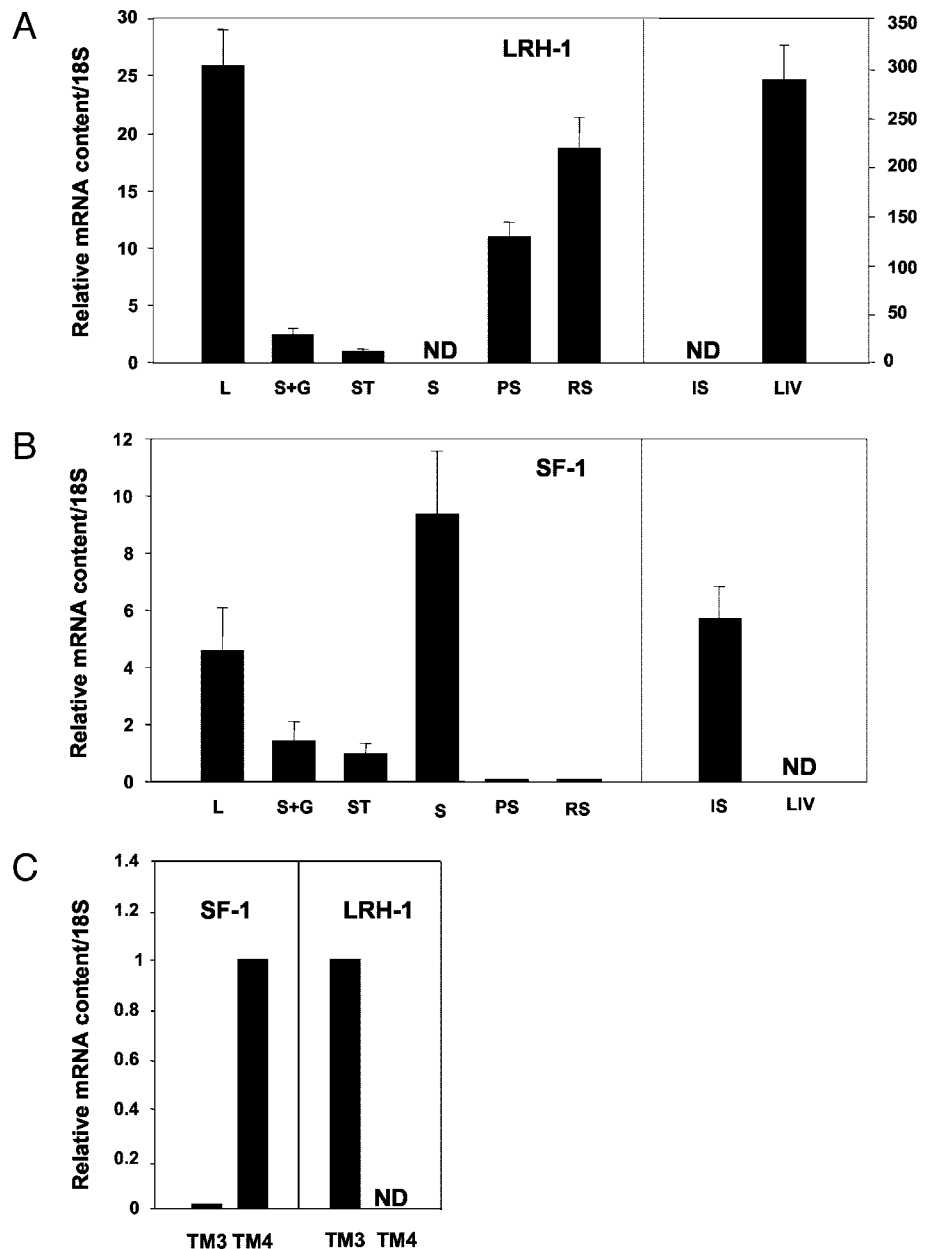 A
Relative mRNA content/18S
30
25
20
15
10
5
0
LRH-1
ND
ND
350
300
250
200
150
100
50
0
L S+G ST S PS RS IS LIV
B
Relative mRNA content/18S
12
10
8
6
4
2
0
SF-1
ND
L S+G ST S PS RS IS LIV
C
Relative mRNA content/18S
1.4
1.2
1
0.8
0.6
0.4
0.2
0
SF-1 LRH-1
ND
TM3 TM4 TM3 TM4